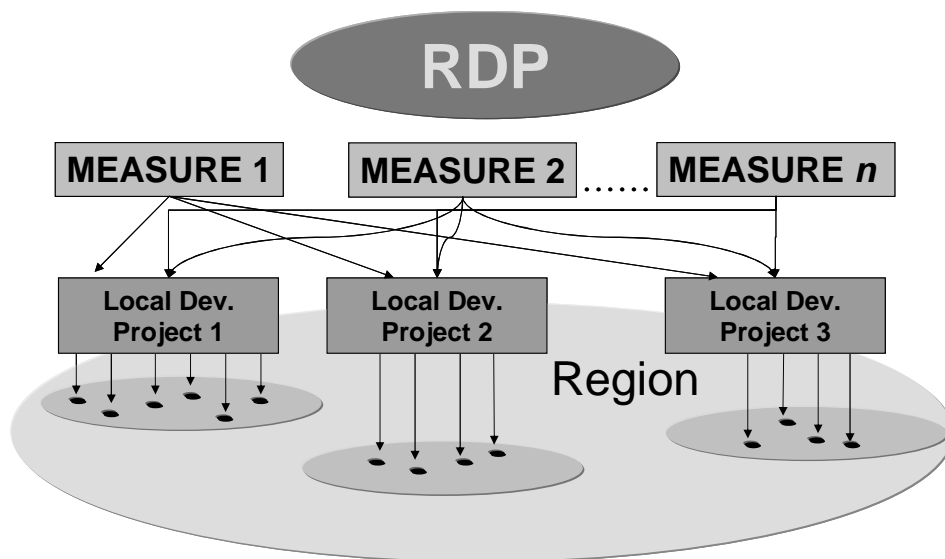 RDP
MEASURE 1
MEASURE 2
......
MEASURE n
Local Dev.
Project 1
Local Dev.
Project 2
Local Dev.
Project 3
Region